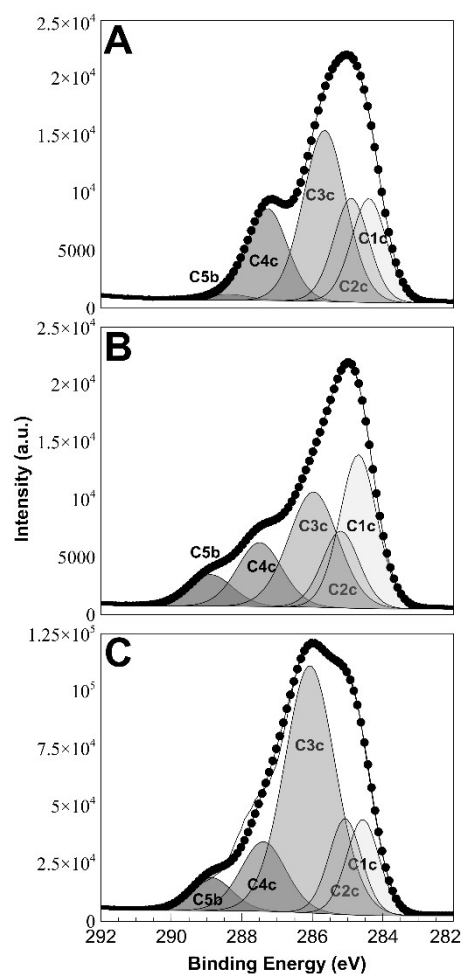 A
2.5×10⁴
2×10⁴
1.5×10⁴
1×10⁴
5000
0
C5b
C4c
C3c
C2c
C1c
B
2.5×10⁴
2×10⁴
1.5×10⁴
1×10⁴
5000
0
C5b
C4c
C3c
C2c
C1c
Intensity (a.u.)
C
1.25×10⁵
1×10⁵
7.5×10⁴
5×10⁴
2.5×10⁴
0
C5b
C4c
C3c
C2c
C1c
292 290 288 286 284 282
Binding Energy (eV)